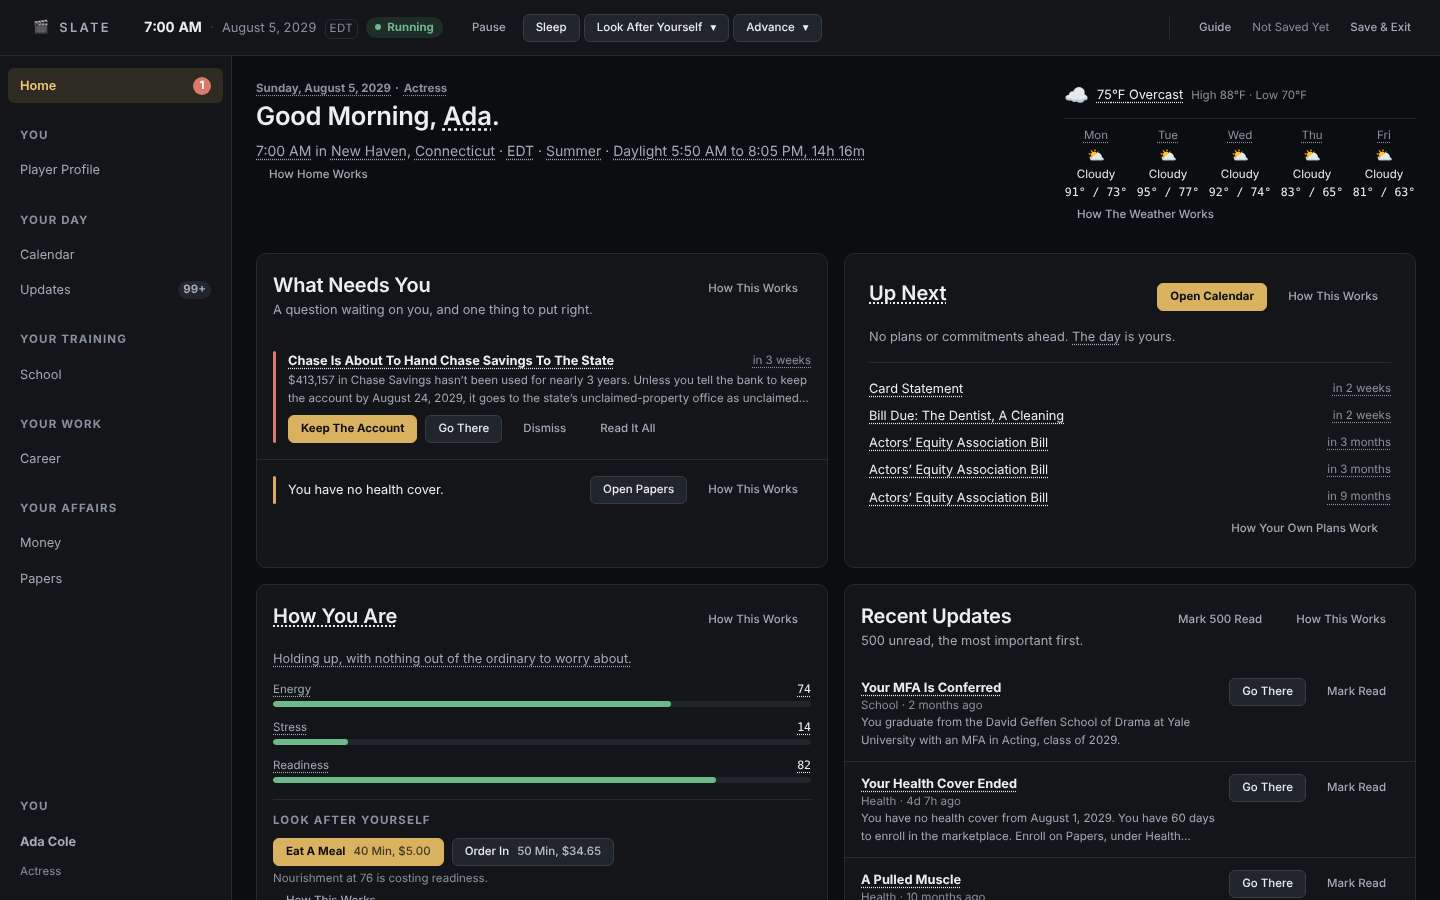 SLATE
7:00 AM · August 5, 2029 EDT Running Pause Sleep Look After Yourself ▾ Advance ▾ Guide Not Saved Yet Save & Exit
Home 1
YOU
Player Profile
YOUR DAY
Calendar
Updates 99+
YOUR TRAINING
School
YOUR WORK
Career
YOUR AFFAIRS
Money
Papers
YOU
Ada Cole
Actress
Sunday, August 5, 2029 · Actress
Good Morning, Ada.
7:00 AM in New Haven, Connecticut · EDT · Summer · Daylight 5:50 AM to 8:05 PM, 14h 16m
How Home Works
75°F Overcast High 88°F · Low 70°F
Mon Tue Wed Thu Fri
Cloudy Cloudy Cloudy Cloudy Cloudy
91° / 73° 95° / 77° 92° / 74° 83° / 65° 81° / 63°
How The Weather Works
What Needs You How This Works
A question waiting on you, and one thing to put right.
Chase Is About To Hand Chase Savings To The State in 3 weeks
$413,157 in Chase Savings hasn’t been used for nearly 3 years. Unless you tell the bank to keep
the account by August 24, 2029, it goes to the state’s unclaimed-property office as unclaimed…
Keep The Account Go There Dismiss Read It All
You have no health cover. Open Papers How This Works
Up Next Open Calendar How This Works
No plans or commitments ahead. The day is yours.
Card Statement in 2 weeks
Bill Due: The Dentist, A Cleaning in 2 weeks
Actors’ Equity Association Bill in 3 months
Actors’ Equity Association Bill in 3 months
Actors’ Equity Association Bill in 9 months
How Your Own Plans Work
How You Are How This Works
Holding up, with nothing out of the ordinary to worry about.
Energy 74
Stress 14
Readiness 82
LOOK AFTER YOURSELF
Eat A Meal 40 Min, $5.00 Order In 50 Min, $34.65
Nourishment at 76 is costing readiness.
How This Works
Recent Updates Mark 500 Read How This Works
500 unread, the most important first.
Your MFA Is Conferred Go There Mark Read
School · 2 months ago
You graduate from the David Geffen School of Drama at Yale
University with an MFA in Acting, class of 2029.
Your Health Cover Ended Go There Mark Read
Health · 4d 7h ago
You have no health cover from August 1, 2029. You have 60 days
to enroll in the marketplace. Enroll on Papers, under Health…
A Pulled Muscle Go There Mark Read
Health · 10 months ago